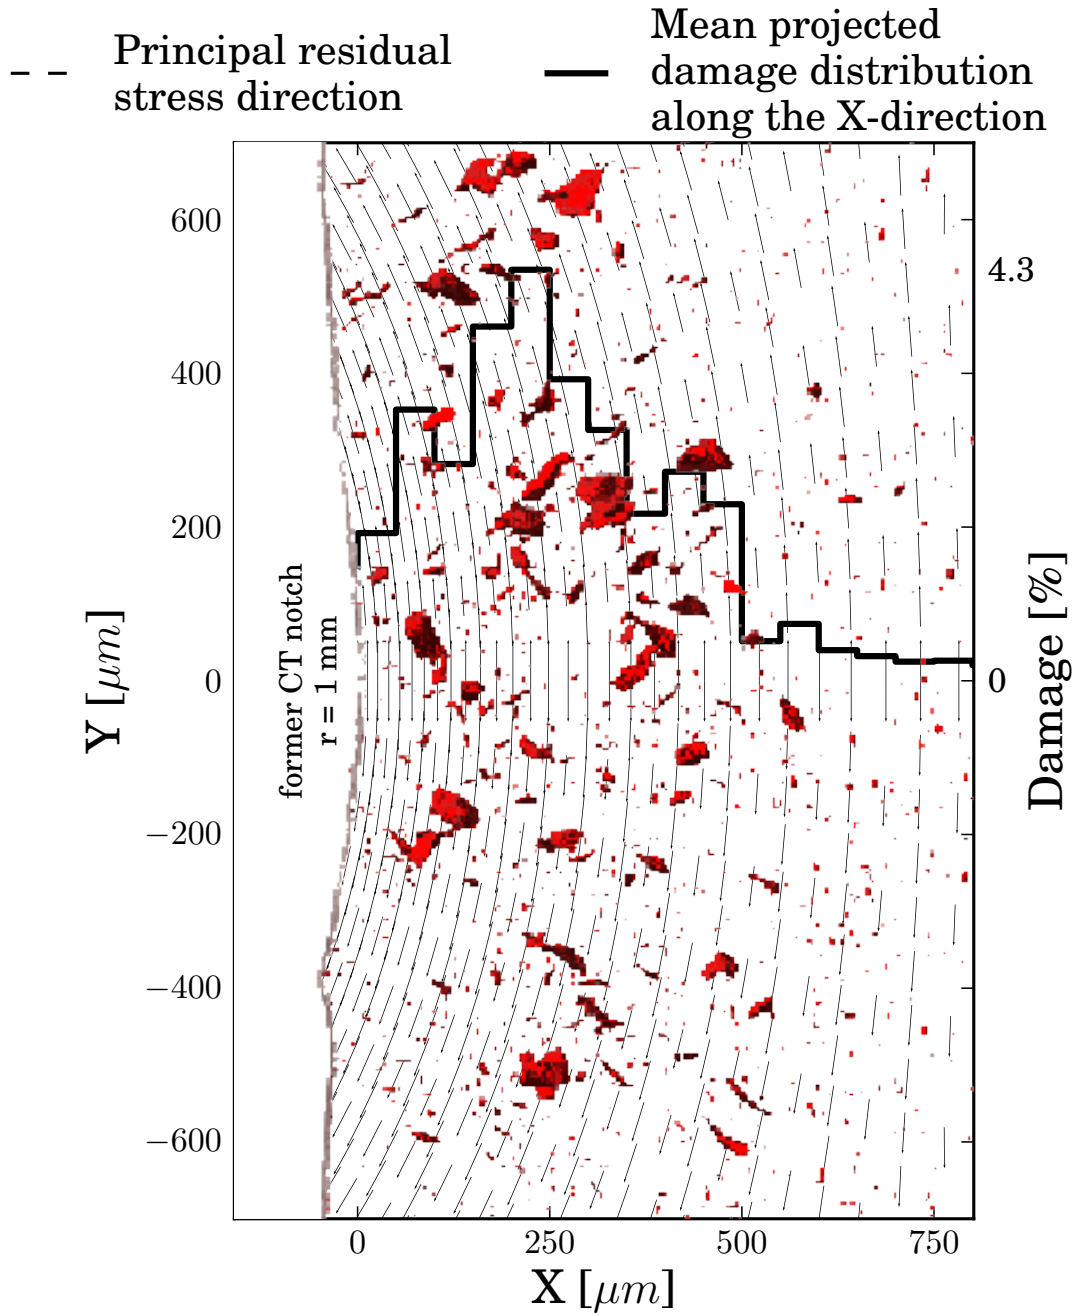 Principal residual
stress direction
Mean projected
damage distribution
along the X-direction
600
400
200
0
−200
−400
−600
Y [μm]
former CT notch
r = 1 mm
4.3
0
Damage [%]
0
250
500
750
X [μm]